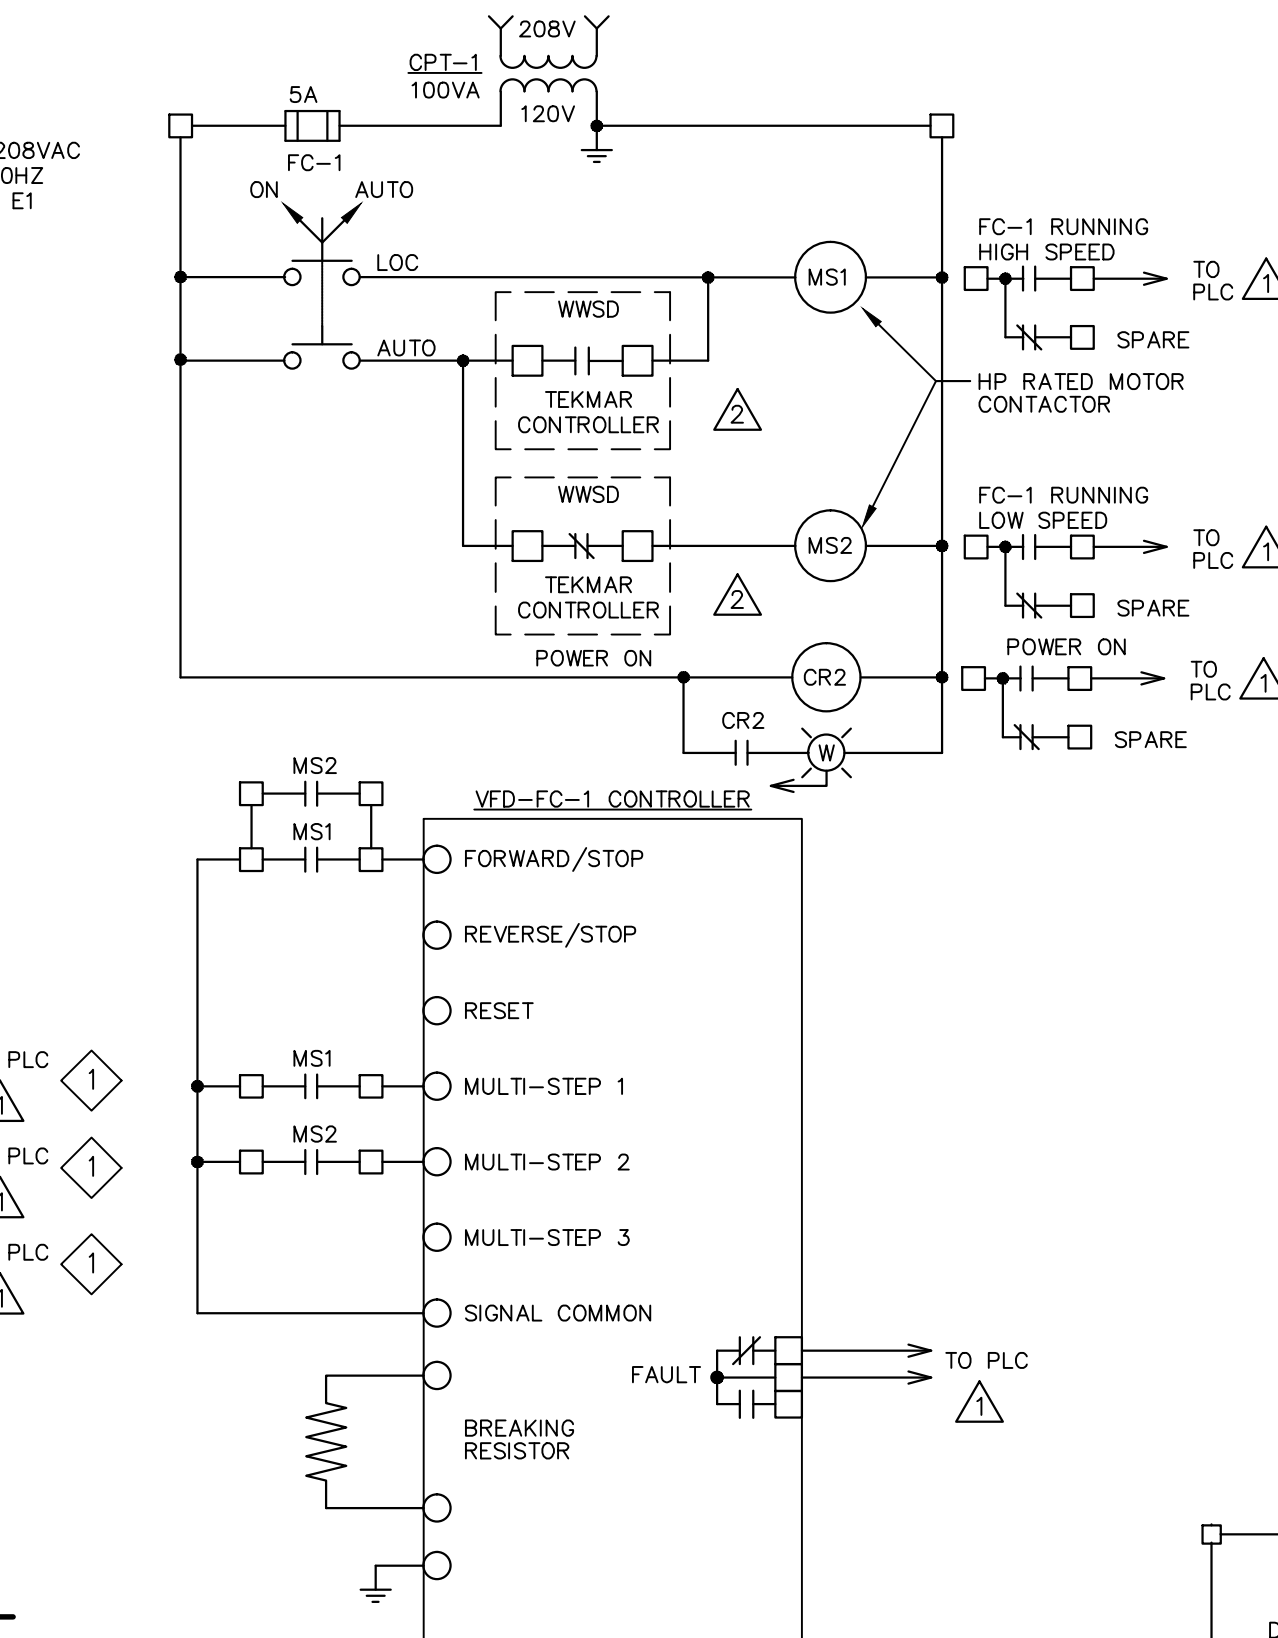 208V
CPT-1
100VA
120V
5A
FC-1
208VAC
0HZ
E1
ON
AUTO
LOC
AUTO
WWSD
TEKMAR
CONTROLLER
2
MS1
FC-1 RUNNING
HIGH SPEED
TO
PLC
1
SPARE
HP RATED MOTOR
CONTACTOR
WWSD
TEKMAR
CONTROLLER
2
MS2
FC-1 RUNNING
LOW SPEED
TO
PLC
1
SPARE
POWER ON
CR2
CR2
W
POWER ON
TO
PLC
1
SPARE
VFD-FC-1 CONTROLLER
MS2
MS1
FORWARD/STOP
REVERSE/STOP
RESET
MS1
MULTI-STEP 1
MS2
MULTI-STEP 2
MULTI-STEP 3
SIGNAL COMMON
PLC
1
1
PLC
1
1
PLC
1
1
FAULT
TO PLC
1
BREAKING
RESISTOR